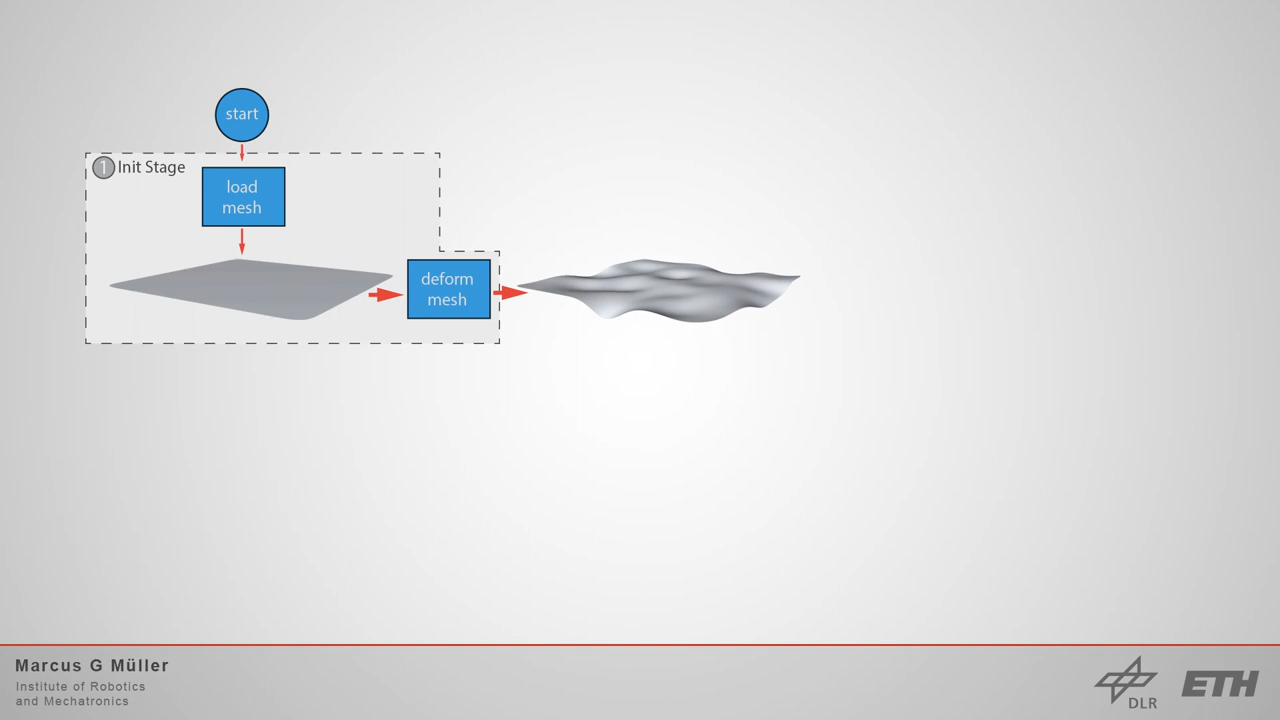 start
1 Init Stage
load
mesh
deform
mesh
Marcus G Müller
Institute of Robotics
and Mechatronics
DLR
ETH